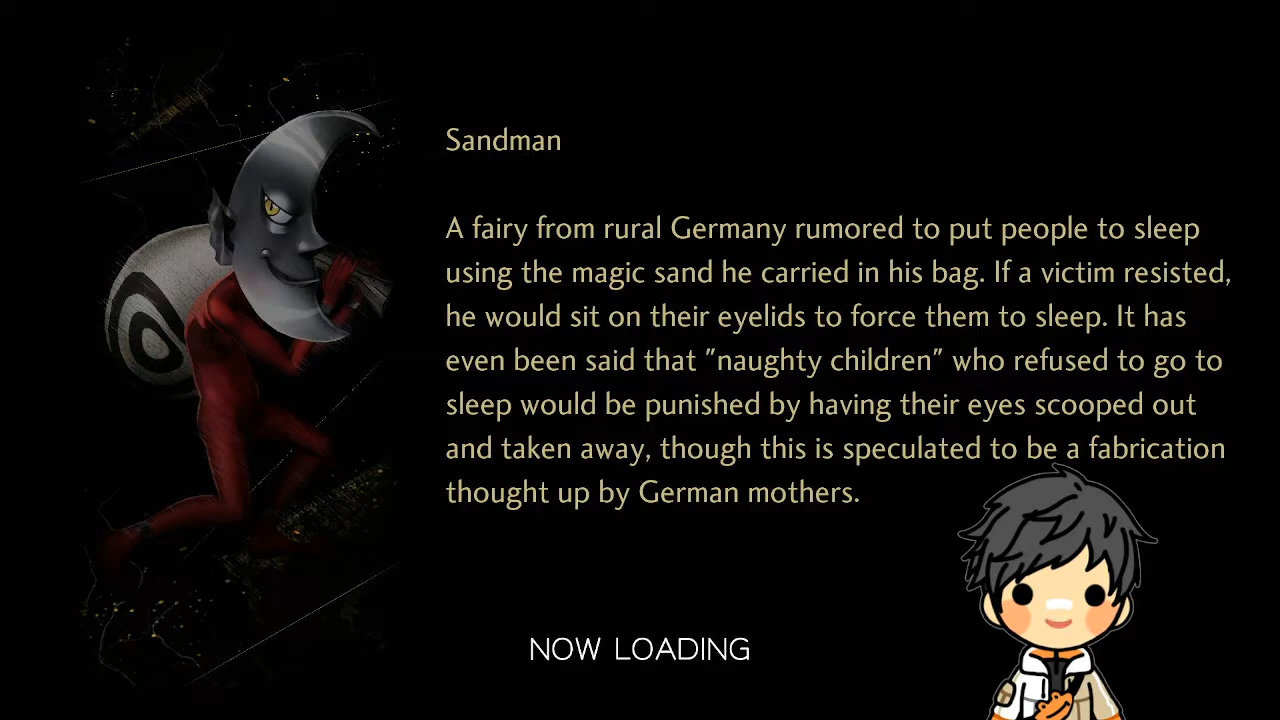 Sandman
A fairy from rural Germany rumored to put people to sleep
using the magic sand he carried in his bag. If a victim resisted,
he would sit on their eyelids to force them to sleep. It has
even been said that "naughty children" who refused to go to
sleep would be punished by having their eyes scooped out
and taken away, though this is speculated to be a fabrication
thought up by German mothers.
NOW LOADING